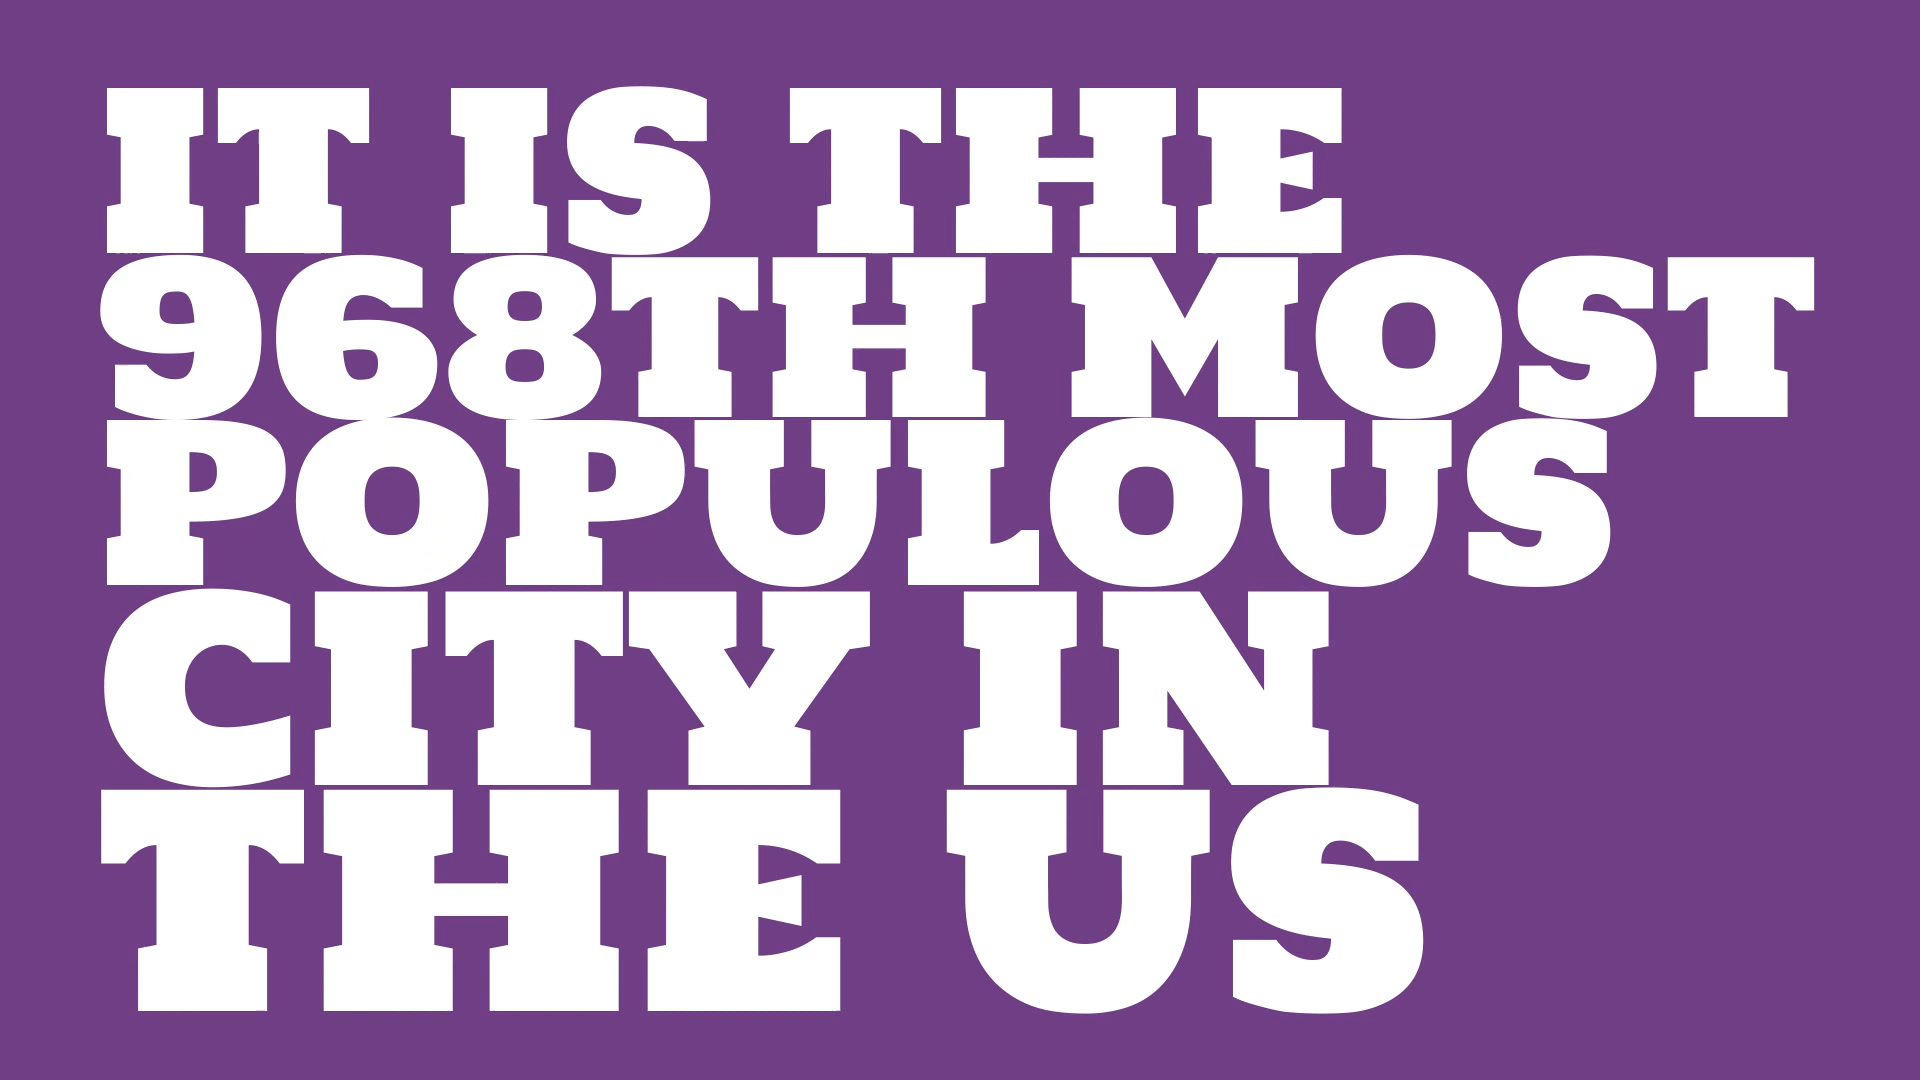 IT IS THE
968TH MOST
POPULOUS
CITY IN
THE US